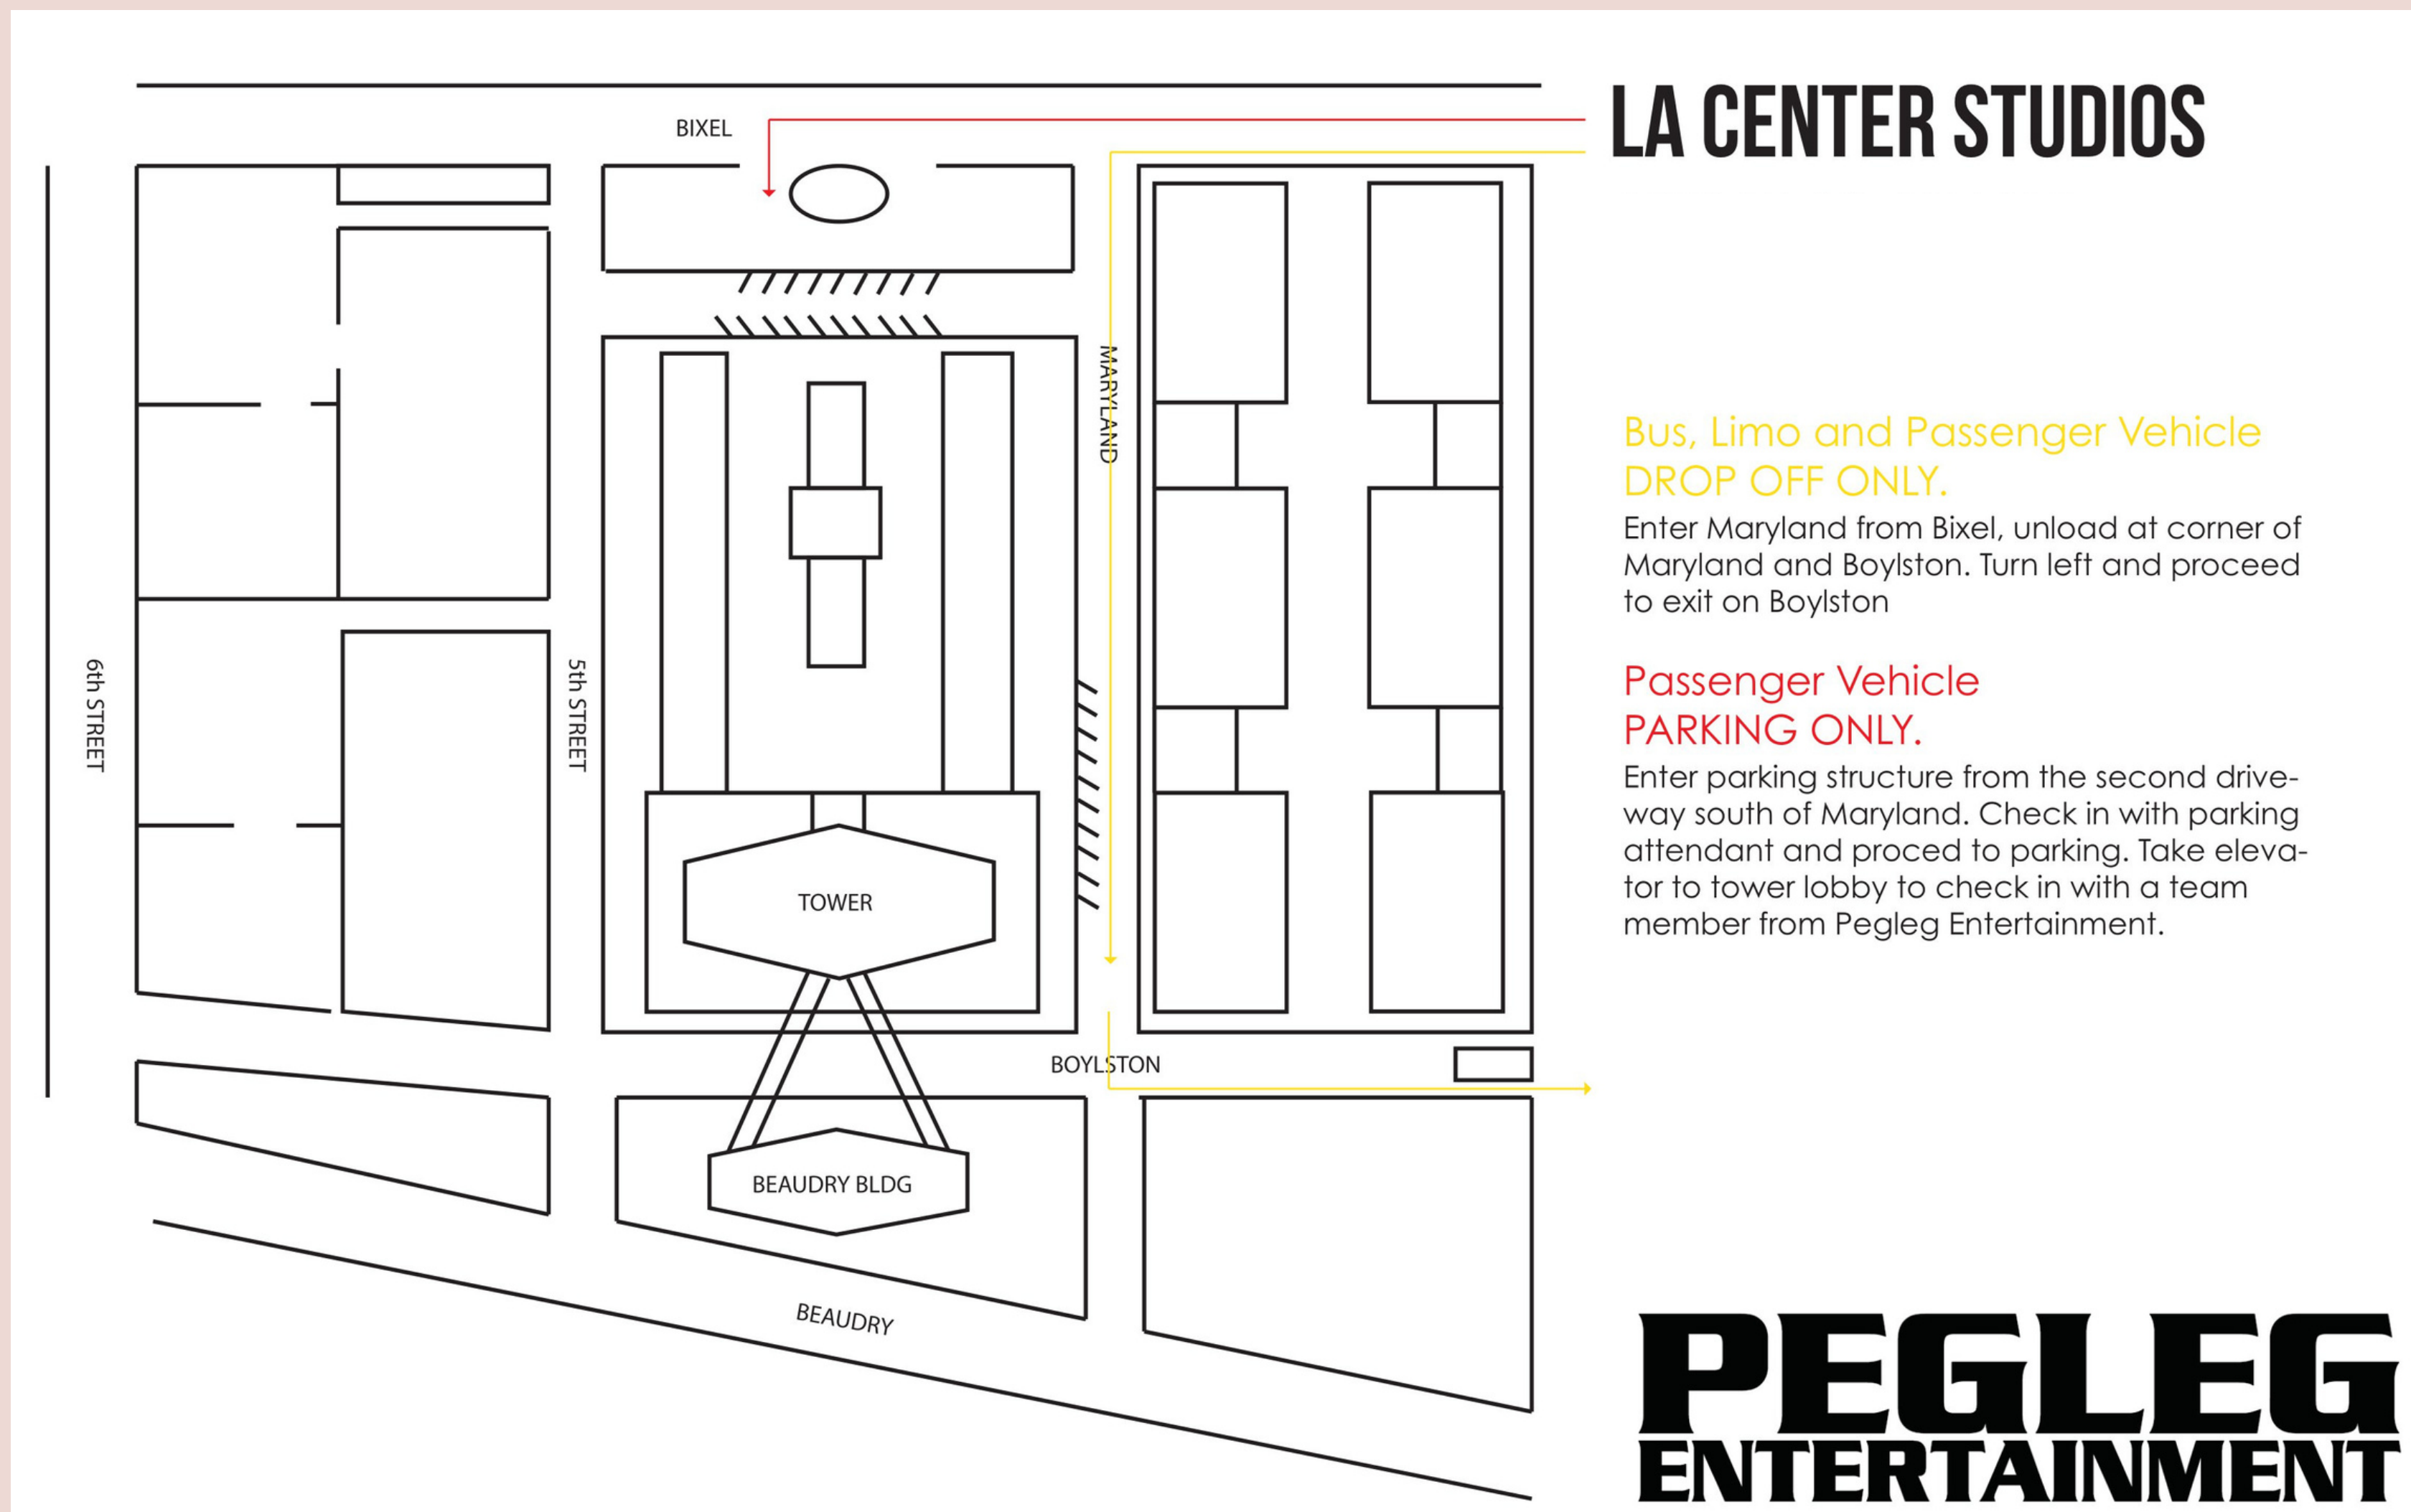 LA CENTER STUDIOS
BIXEL
MARYLAND
6th STREET
5th STREET
TOWER
BOYLSTON
BEAUDRY BLDG
BEAUDRY
Bus, Limo and Passenger Vehicle
DROP OFF ONLY.
Enter Maryland from Bixel, unload at corner of
Maryland and Boylston. Turn left and proceed
to exit on Boylston
Passenger Vehicle
PARKING ONLY.
Enter parking structure from the second drive-
way south of Maryland. Check in with parking
attendant and proced to parking. Take eleva-
tor to tower lobby to check in with a team
member from Pegleg Entertainment.
PEGLEG
ENTERTAINMENT